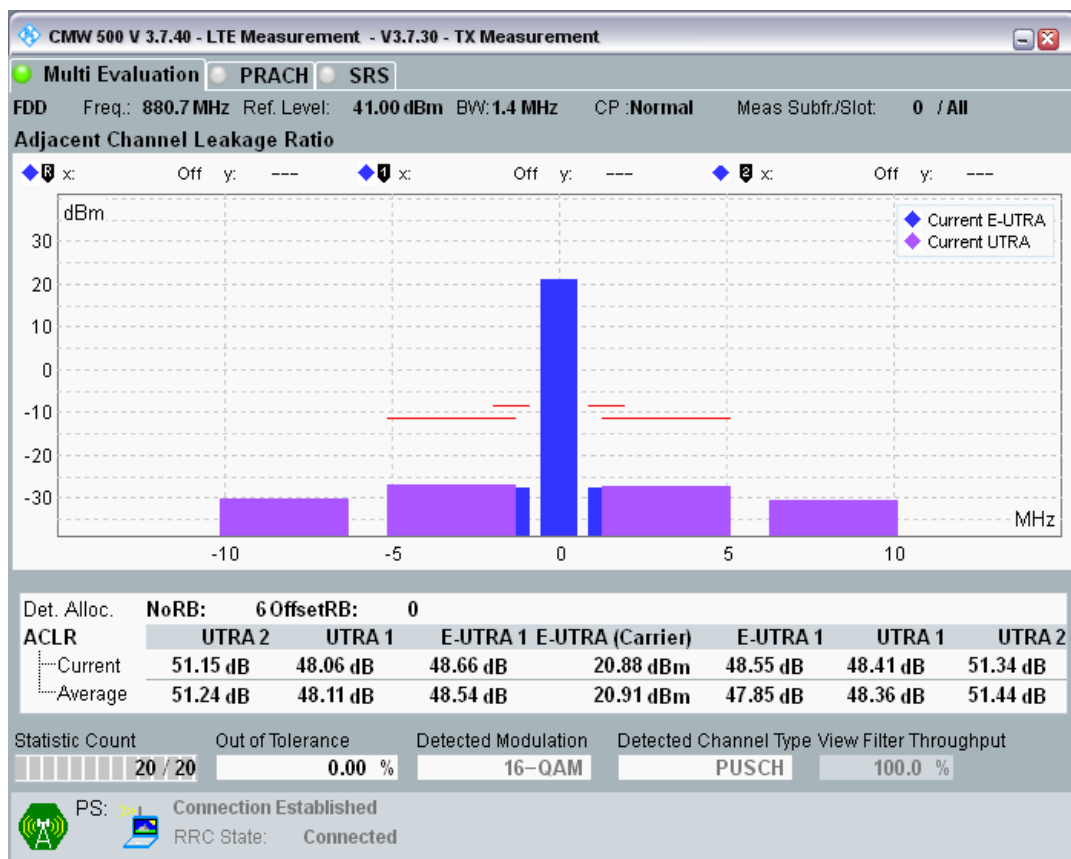 CMW 500 V 3.7.40 - LTE Measurement - V3.7.30 - TX Measurement
Multi Evaluation PRACH SRS
FDD Freq.: 880.7 MHz Ref. Level: 41.00 dBm BW: 1.4 MHz CP :Normal Meas Subfr./Slot: 0 / All
Adjacent Channel Leakage Ratio
R x: Off y: --- 1 x: Off y: --- 2 x: Off y: ---
dBm
Current E-UTRA
Current UTRA
30
20
10
0
-10
-20
-30
MHz
-10 -5 0 5 10
Det. Alloc. NoRB: 6 OffsetRB: 0
ACLR UTRA 2 UTRA 1 E-UTRA 1 E-UTRA (Carrier) E-UTRA 1 UTRA 1 UTRA 2
Current 51.15 dB 48.06 dB 48.66 dB 20.88 dBm 48.55 dB 48.41 dB 51.34 dB
Average 51.24 dB 48.11 dB 48.54 dB 20.91 dBm 47.85 dB 48.36 dB 51.44 dB
Statistic Count Out of Tolerance Detected Modulation Detected Channel Type View Filter Throughput
20 / 20 0.00 % 16-QAM PUSCH 100.0 %
PS: Connection Established
RRC State: Connected